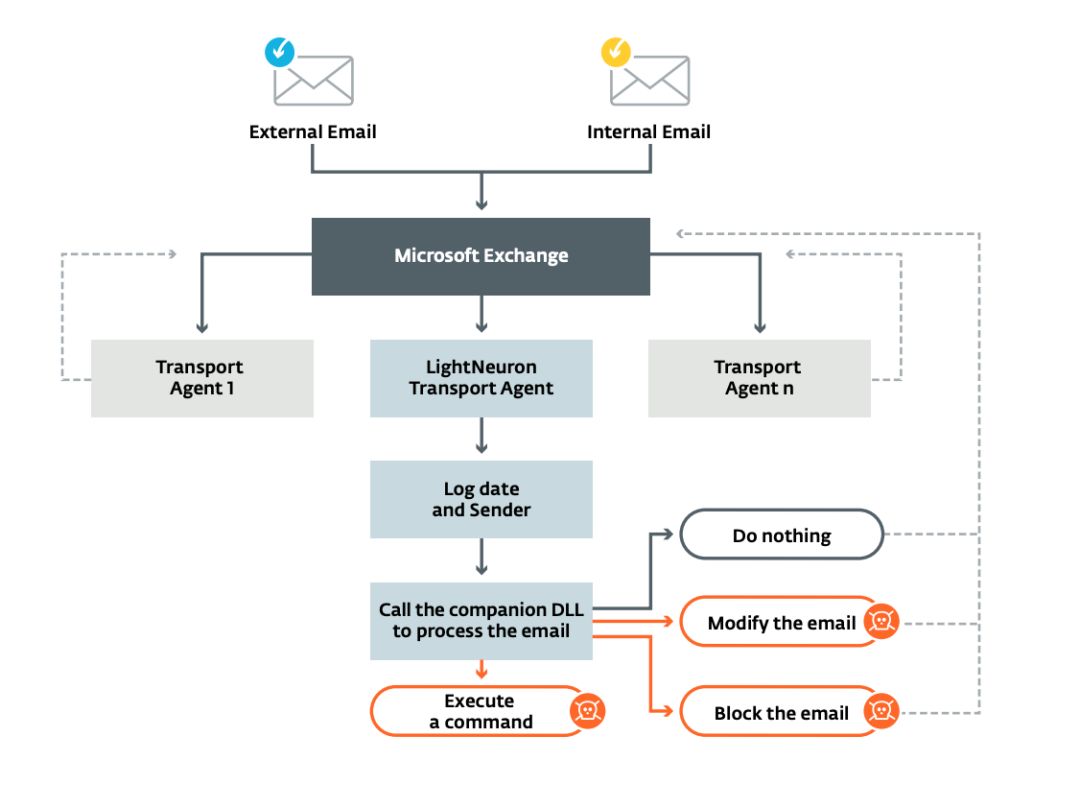 External Email
Internal Email
Microsoft Exchange
Transport
Agent 1
LightNeuron
Transport Agent
Transport
Agent n
Log date
and Sender
Do nothing
Call the companion DLL
to process the email
Modify the email
Execute
a command
Block the email